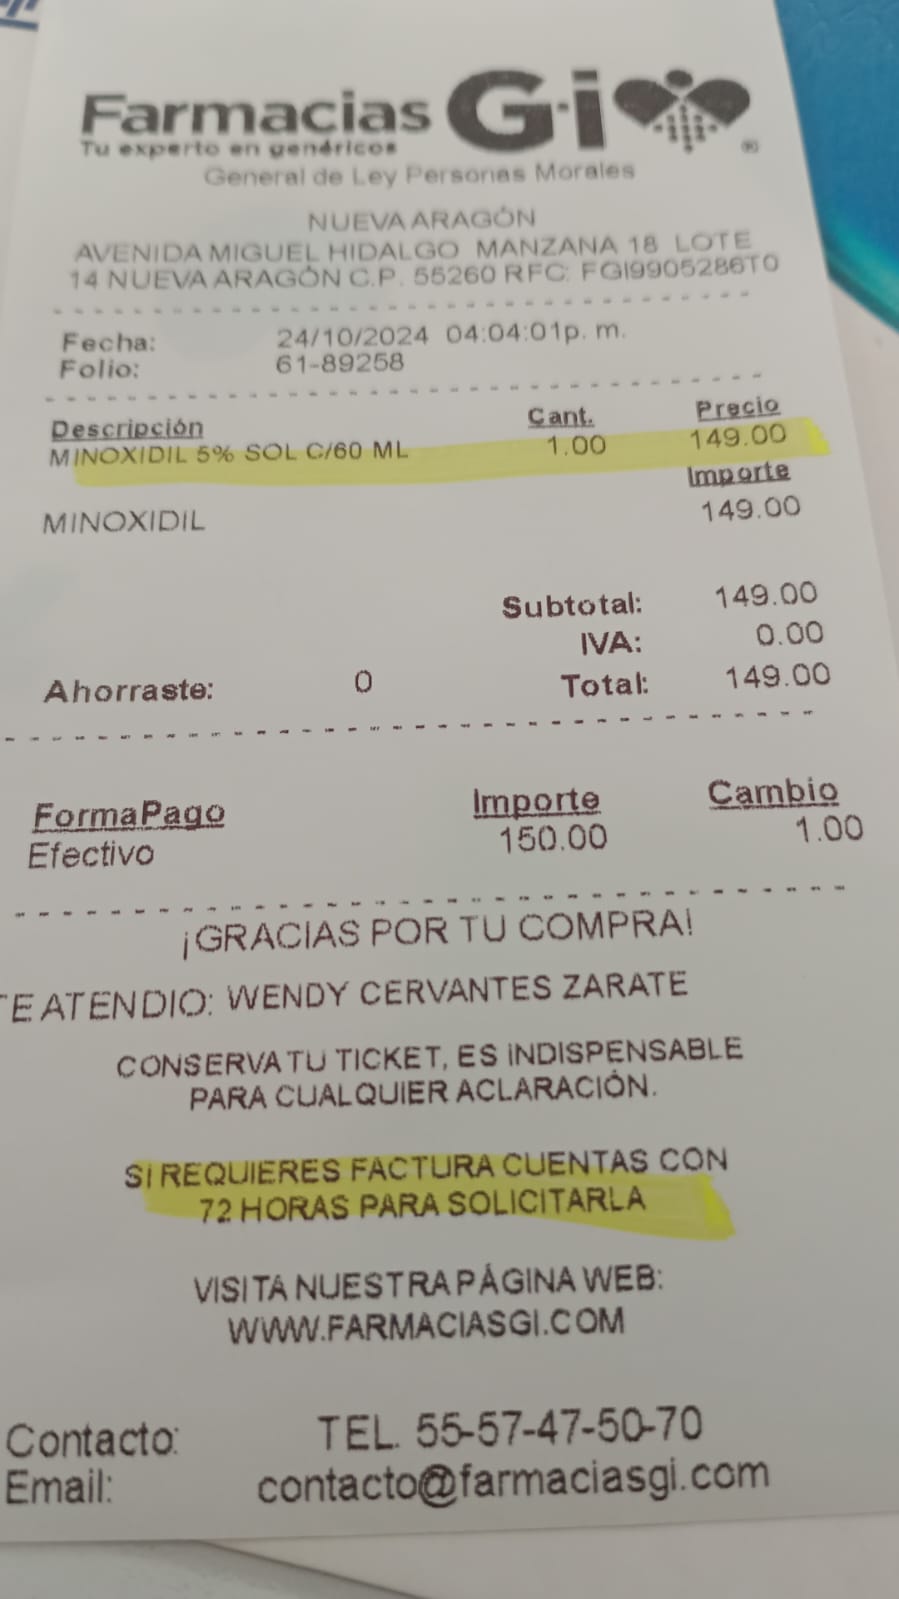 Farmacias Gi
Tu experto en genéricos
General de Ley Personas Morales
NUEVA ARAGÓN
AVENIDA MIGUEL HIDALGO MANZANA 18 LOTE
14 NUEVA ARAGÓN C.P. 55260 RFC: FGI9905286T0
Fecha: 24/10/2024 04:04:01p. m.
Folio: 61-89258
Descripción Cant. Precio
MINOXIDIL 5% SOL C/60 ML 1.00 149.00
Importe
MINOXIDIL 149.00
Subtotal: 149.00
IVA: 0.00
Ahorraste: 0 Total: 149.00
FormaPago Importe Cambio
Efectivo 150.00 1.00
¡GRACIAS POR TU COMPRA!
TE ATENDIO: WENDY CERVANTES ZARATE
CONSERVA TU TICKET, ES INDISPENSABLE
PARA CUALQUIER ACLARACIÓN.
SI REQUIERES FACTURA CUENTAS CON
72 HORAS PARA SOLICITARLA
VISITA NUESTRA PÁGINA WEB:
WWW.FARMACIASGI.COM
Contacto: TEL. 55-57-47-50-70
Email: contacto@farmaciasgi.com